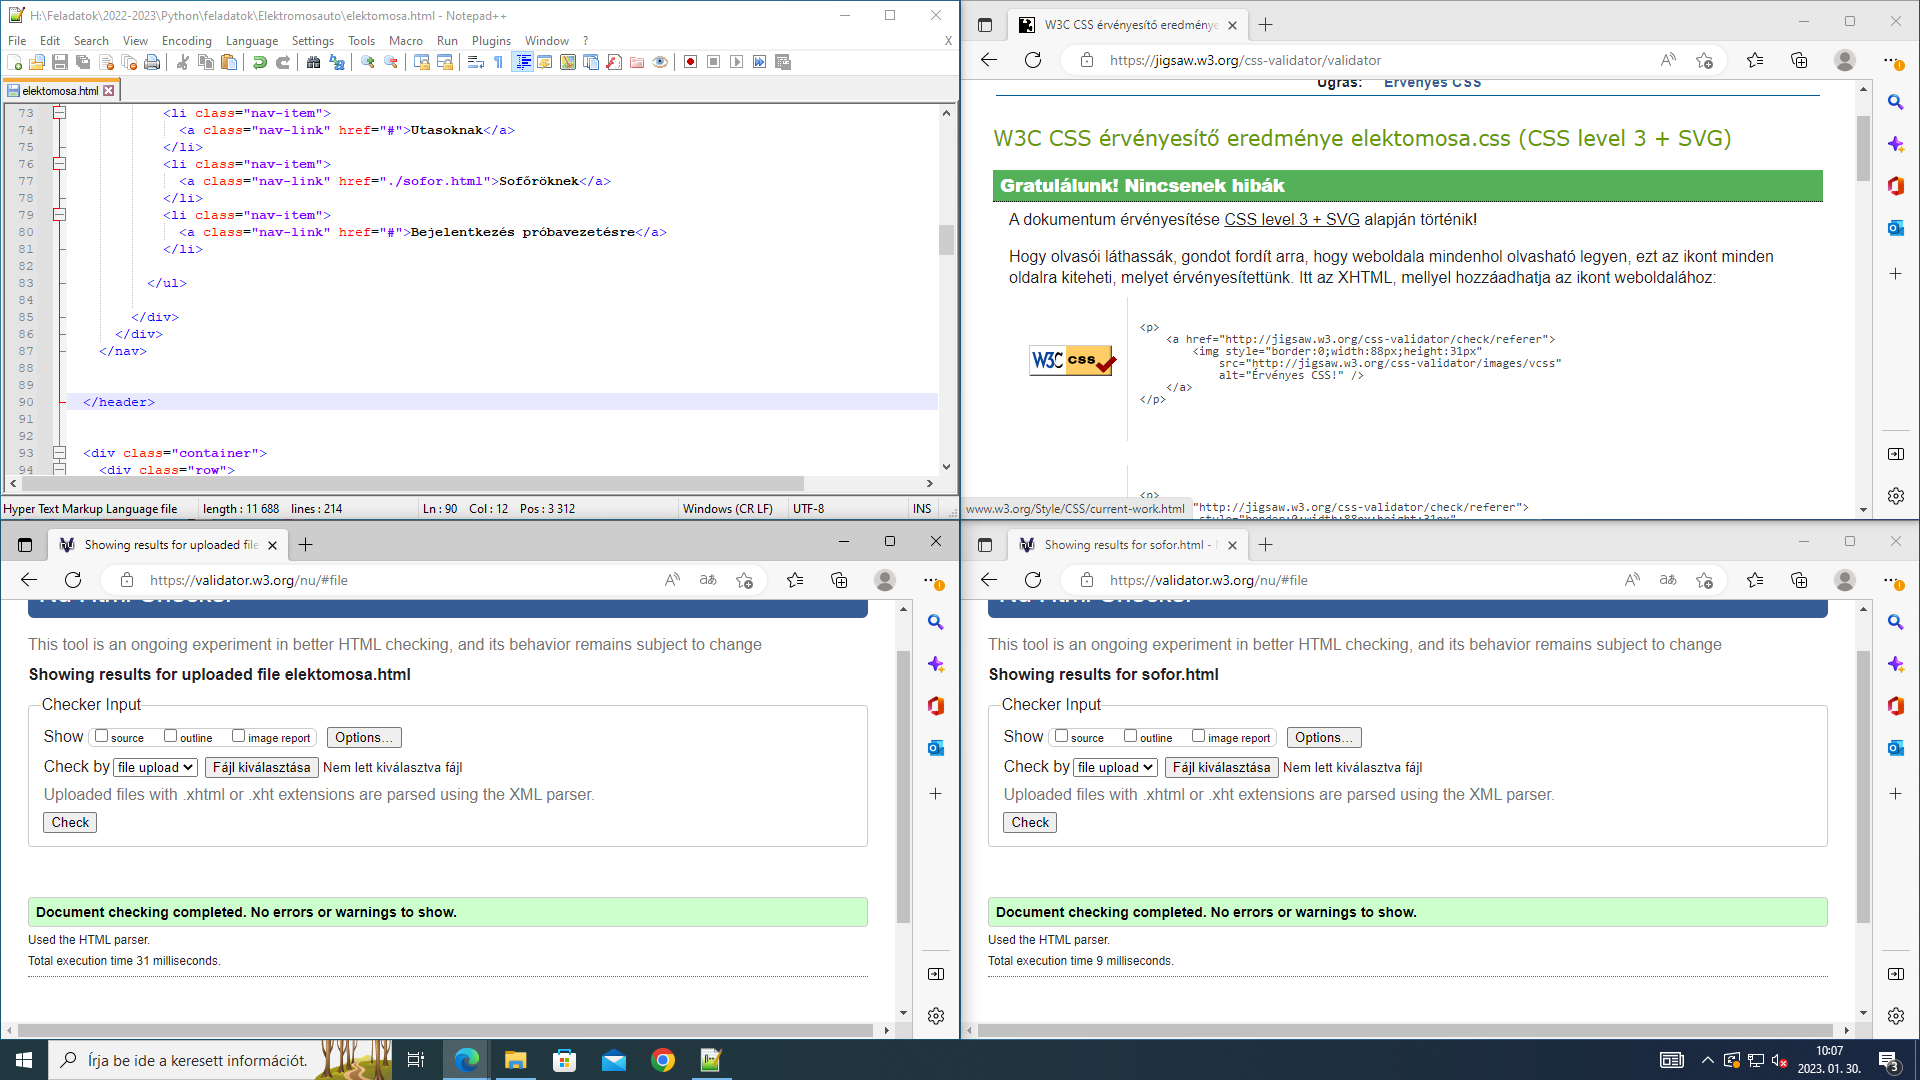 H:\Feladatok\2022-2023\Python\feladatok\Elektromosauto\elektomosa.html - Notepad++
File Edit Search View Encoding Language Settings Tools Macro Run Plugins Window ? X
elektomosa.html
73 <li class="nav-item">
74 <a class="nav-link" href="#">Utasoknak</a>
75 </li>
76 <li class="nav-item">
77 <a class="nav-link" href="./sofor.html">Sofőröknek</a>
78 </li>
79 <li class="nav-item">
80 <a class="nav-link" href="#">Bejelentkezés próbavezetésre</a>
81 </li>
82
83 </ul>
84
85 </div>
86 </div>
87 </nav>
88
89
90 </header>
91
92
93 <div class="container">
94 <div class="row">
Hyper Text Markup Language file length : 11 688 lines : 214 Ln : 90 Col : 12 Pos : 3 312 Windows (CR LF) UTF-8 INS
W3C CSS érvényesítő eredménye
https://jigsaw.w3.org/css-validator/validator
Ugrás: Érvényes CSS
W3C CSS érvényesítő eredménye elektomosa.css (CSS level 3 + SVG)
Gratulálunk! Nincsenek hibák
A dokumentum érvényesítése CSS level 3 + SVG alapján történik!
Hogy olvasói láthassák, gondot fordít arra, hogy weboldala mindenhol olvasható legyen, ezt az ikont minden
oldalra kiteheti, melyet érvényesítettünk. Itt az XHTML, mellyel hozzáadhatja az ikont weboldalához:
W3C css
<p>
<a href="http://jigsaw.w3.org/css-validator/check/referer">
<img style="border:0;width:88px;height:31px"
src="http://jigsaw.w3.org/css-validator/images/vcss"
alt="Érvényes CSS!" />
</a>
</p>
<p>
"http://jigsaw.w3.org/css-validator/check/referer">
style="border:0;width:88px;height:31px"
www.w3.org/Style/CSS/current-work.html
Showing results for uploaded file
https://validator.w3.org/nu/#file
Nu Html Checker
This tool is an ongoing experiment in better HTML checking, and its behavior remains subject to change
Showing results for uploaded file elektomosa.html
Checker Input
Show source outline image report Options...
Check by file upload Fájl kiválasztása Nem lett kiválasztva fájl
Uploaded files with .xhtml or .xht extensions are parsed using the XML parser.
Check
Document checking completed. No errors or warnings to show.
Used the HTML parser.
Total execution time 31 milliseconds.
Showing results for sofor.html -
https://validator.w3.org/nu/#file
Nu Html Checker
This tool is an ongoing experiment in better HTML checking, and its behavior remains subject to change
Showing results for sofor.html
Checker Input
Show source outline image report Options...
Check by file upload Fájl kiválasztása Nem lett kiválasztva fájl
Uploaded files with .xhtml or .xht extensions are parsed using the XML parser.
Check
Document checking completed. No errors or warnings to show.
Used the HTML parser.
Total execution time 9 milliseconds.
Írja be ide a keresett információt.
10:07
2023. 01. 30.
3